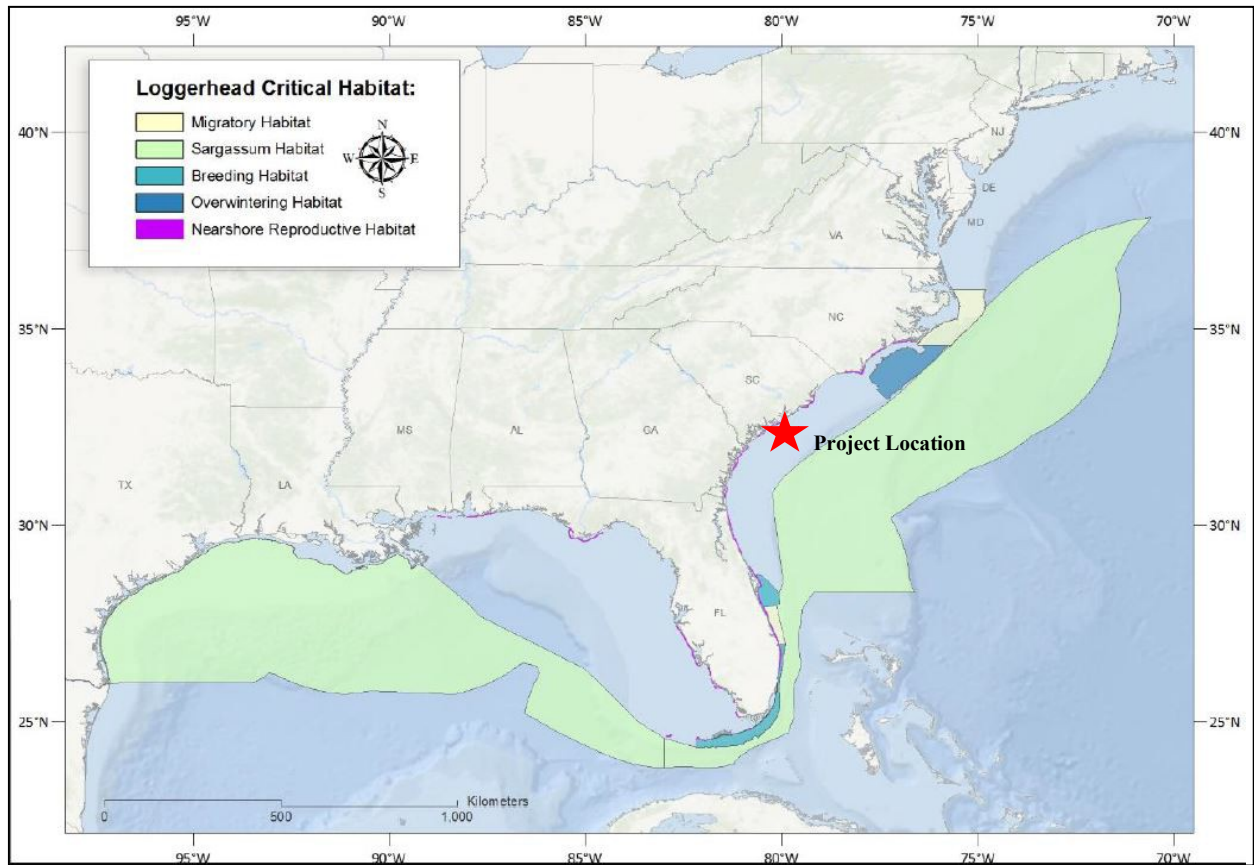 95°W 90°W 85°W 80°W 75°W 70°W
Loggerhead Critical Habitat:
Migratory Habitat
Sargassum Habitat
Breeding Habitat
Overwintering Habitat
Nearshore Reproductive Habitat
N
W E
S
40°N 40°N
NJ
DE
MD
VA
35°N 35°N
NC
SC
MS AL GA
Project Location
TX LA
30°N 30°N
FL
25°N 25°N
Kilometers
0 500 1,000
95°W 90°W 85°W 80°W 75°W 70°W